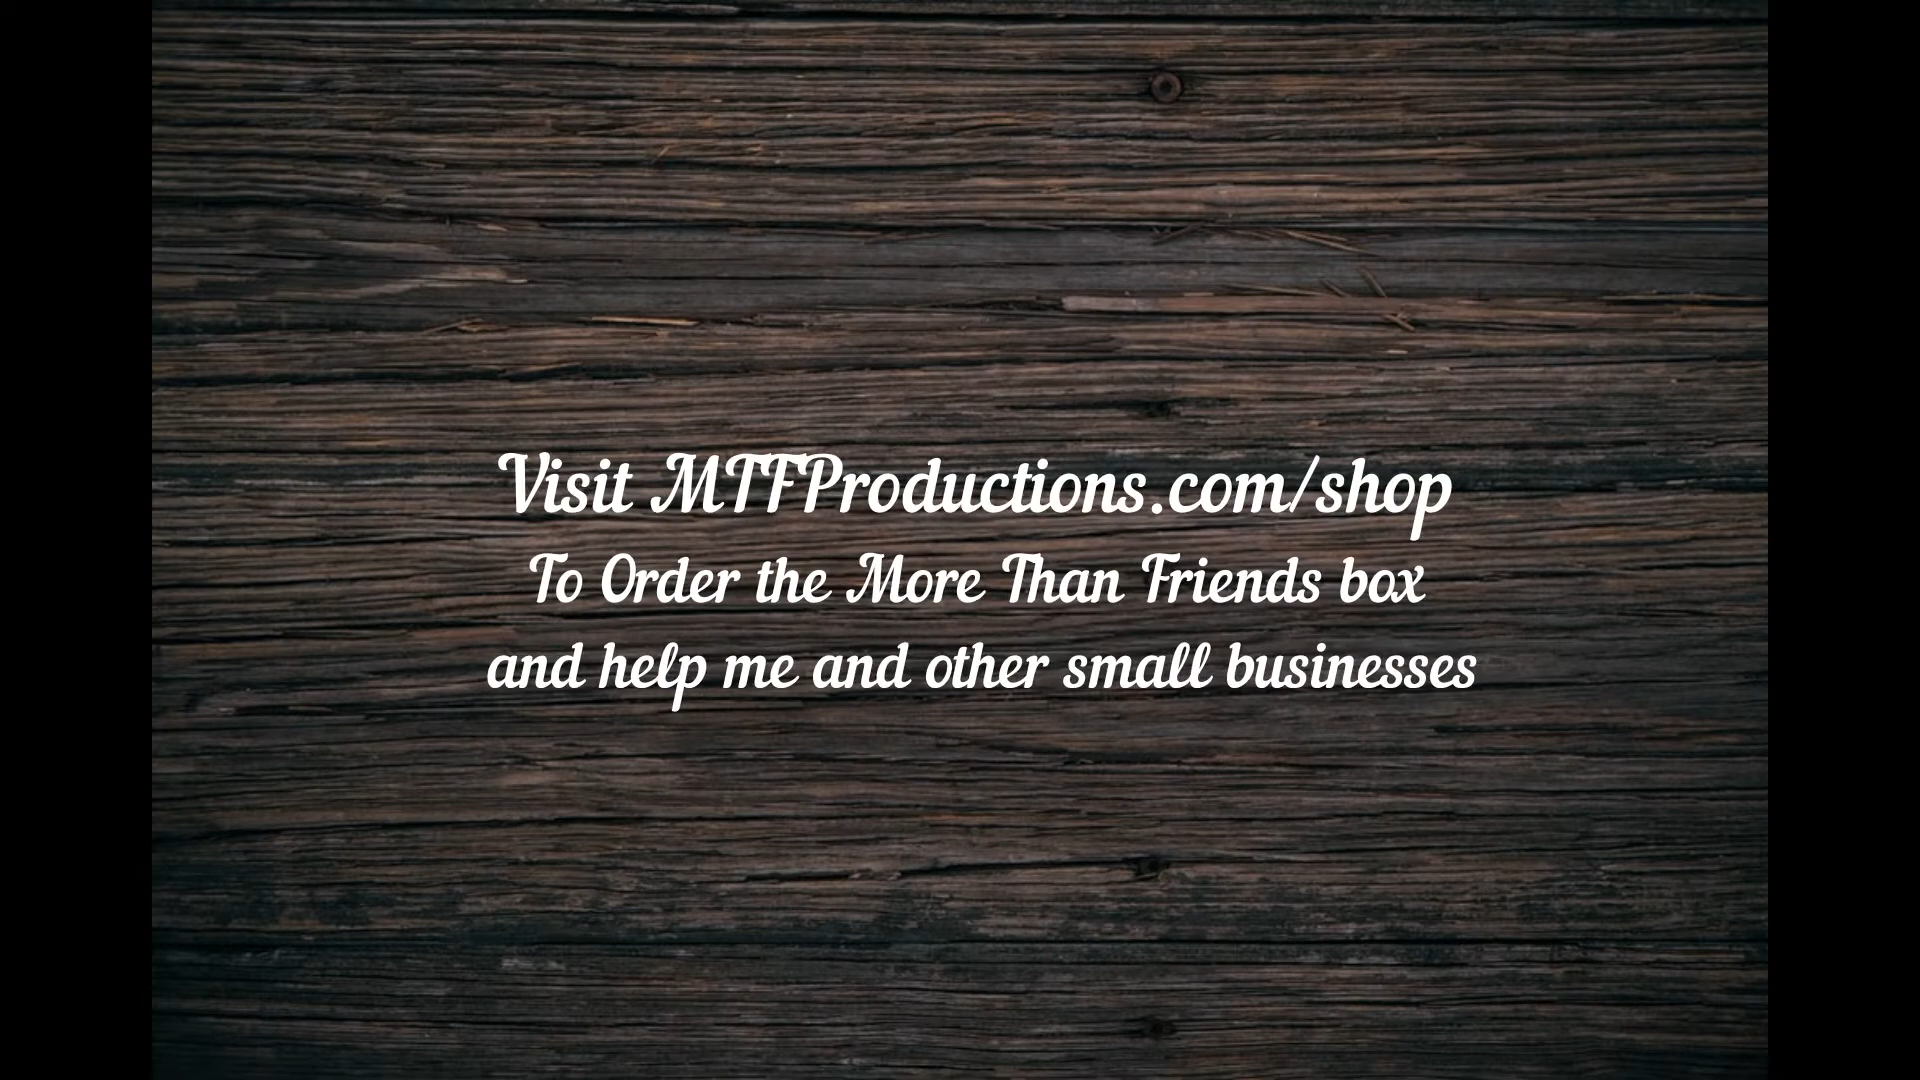 Visit MTFProductions.com/shop
To Order the More Than Friends box
and help me and other small businesses